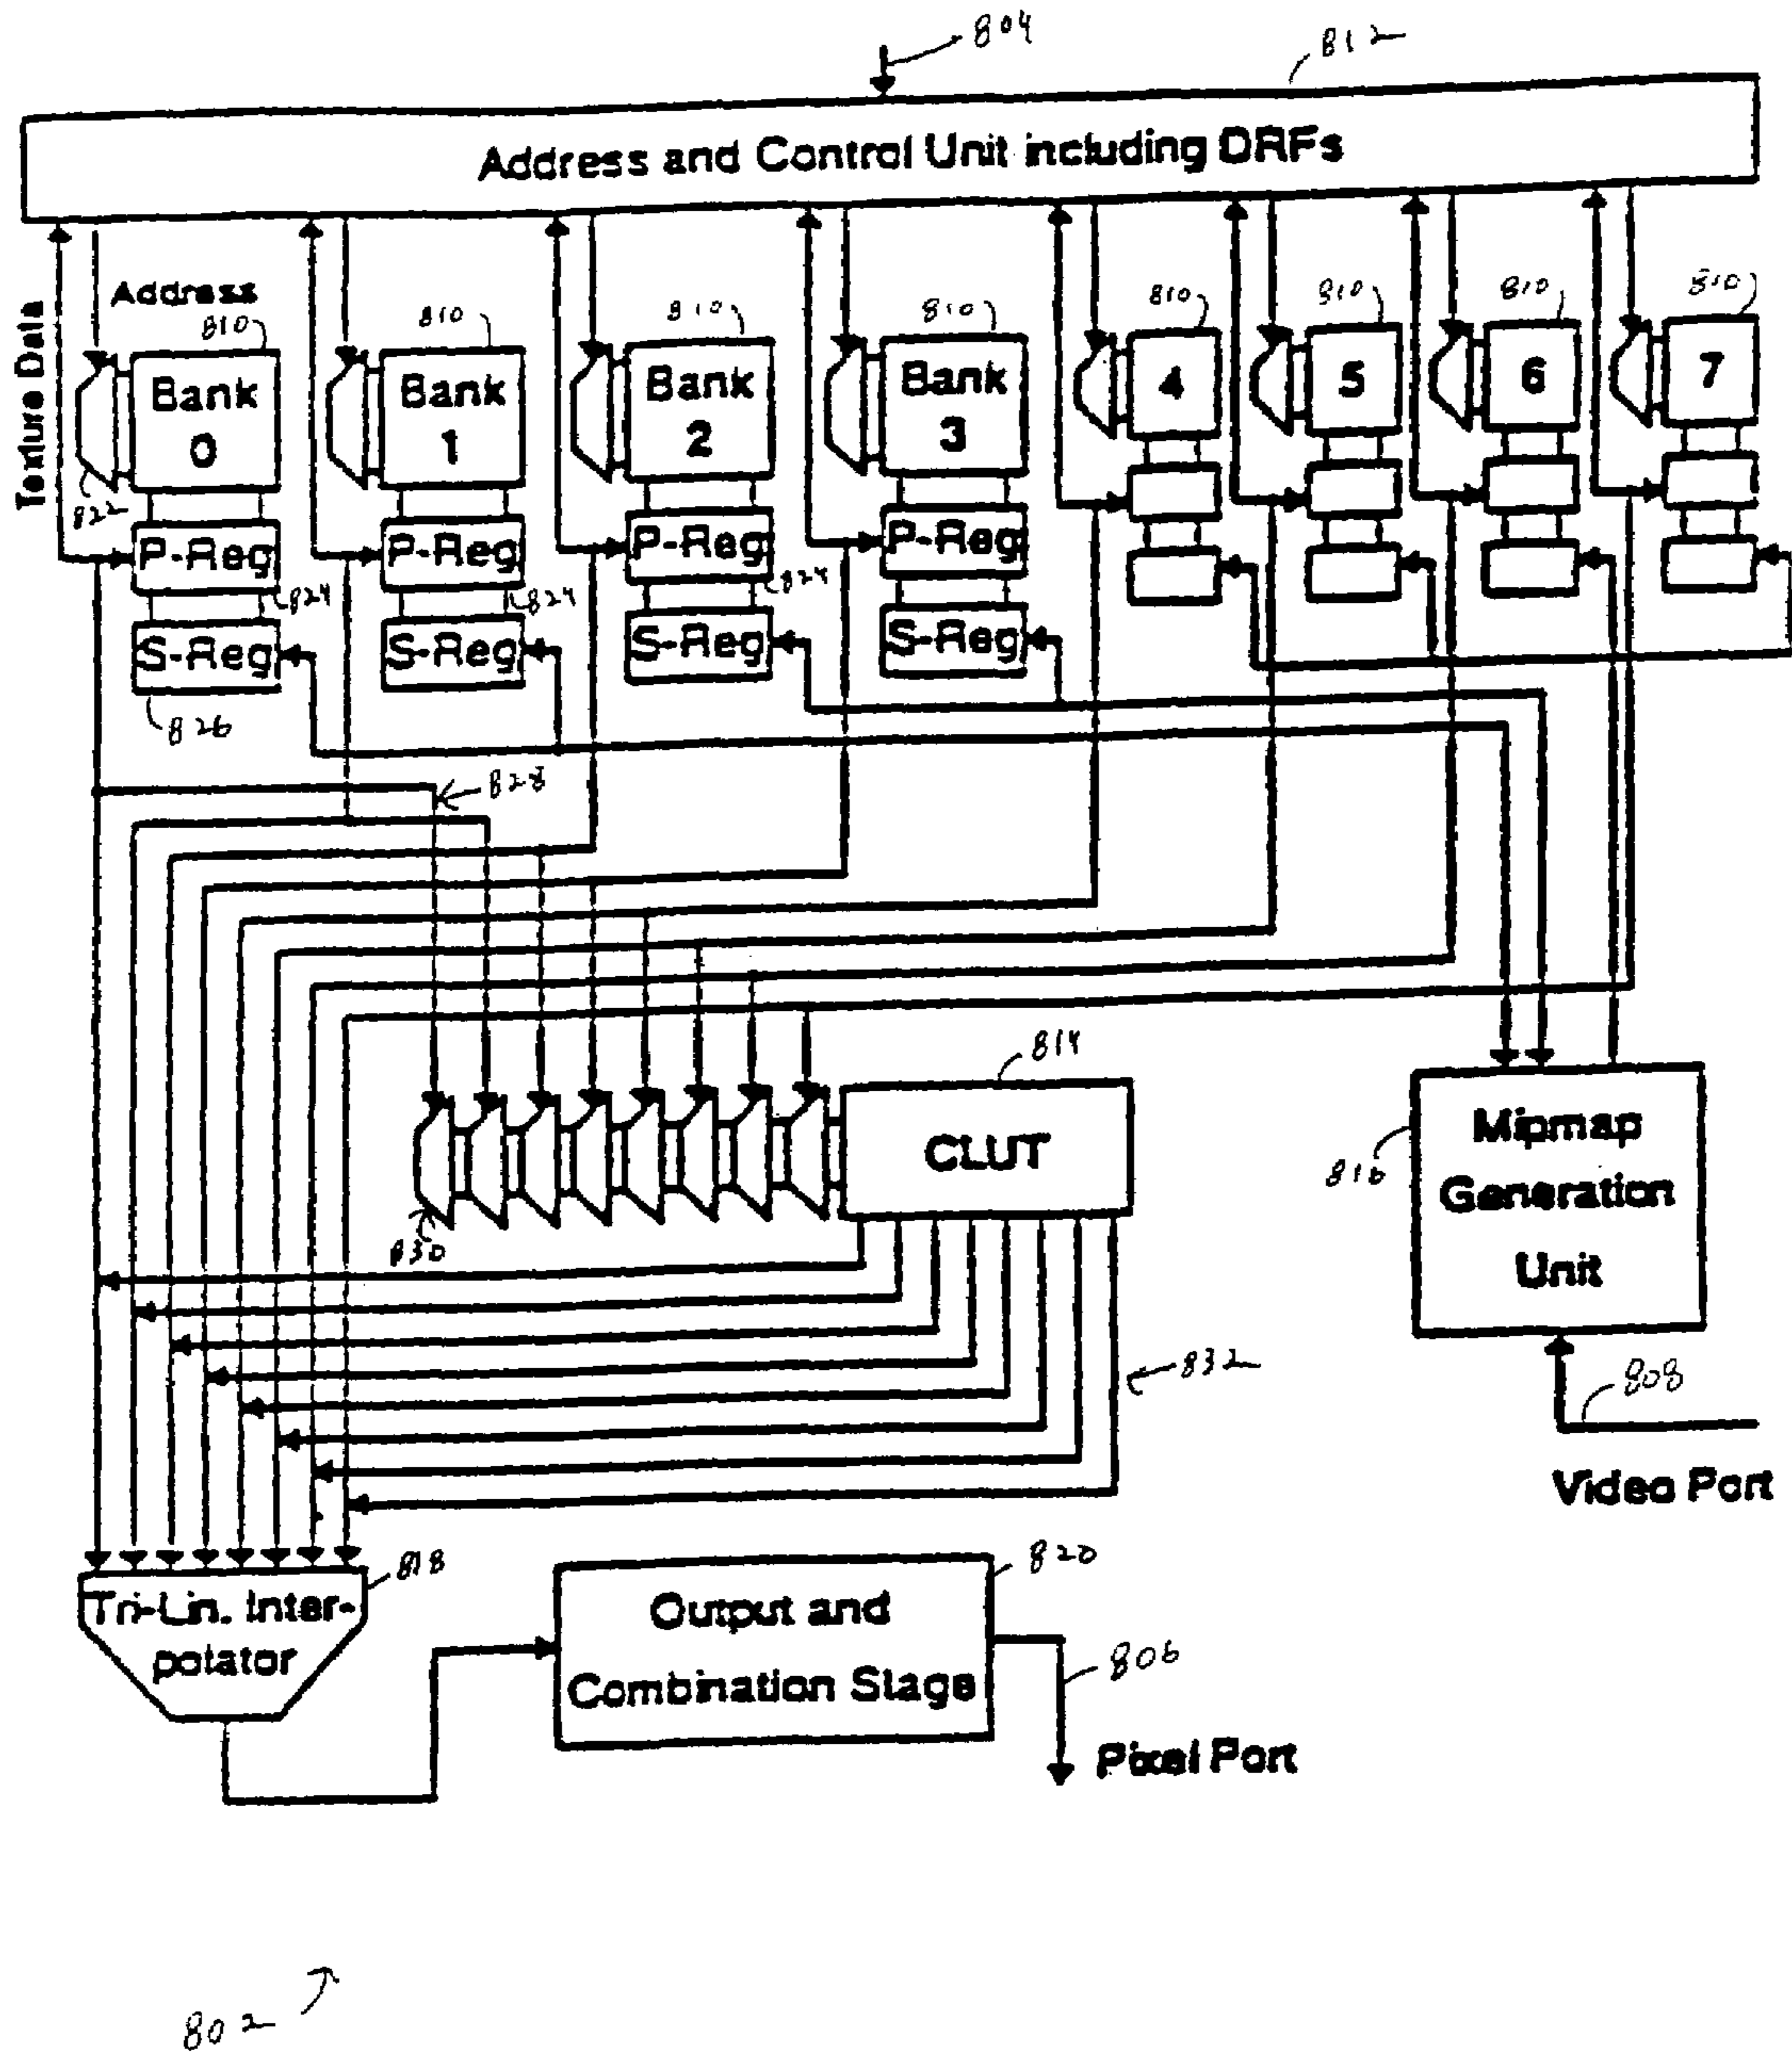 804
812
Address and Control Unit including DRFs
Texture Data
Address
810
810
810
810
810
810
810
810
Bank
0
Bank
1
Bank
2
Bank
3
4
5
6
7
822
P-Reg
P-Reg
P-Reg
P-Reg
824
824
824
S-Reg
S-Reg
S-Reg
S-Reg
826
828
814
CLUT
830
816
Mipmap
Generation
Unit
832
808
Video Port
818
Tri-Lin. Inter-
polator
820
Output and
Combination Stage
806
Pixel Port
802